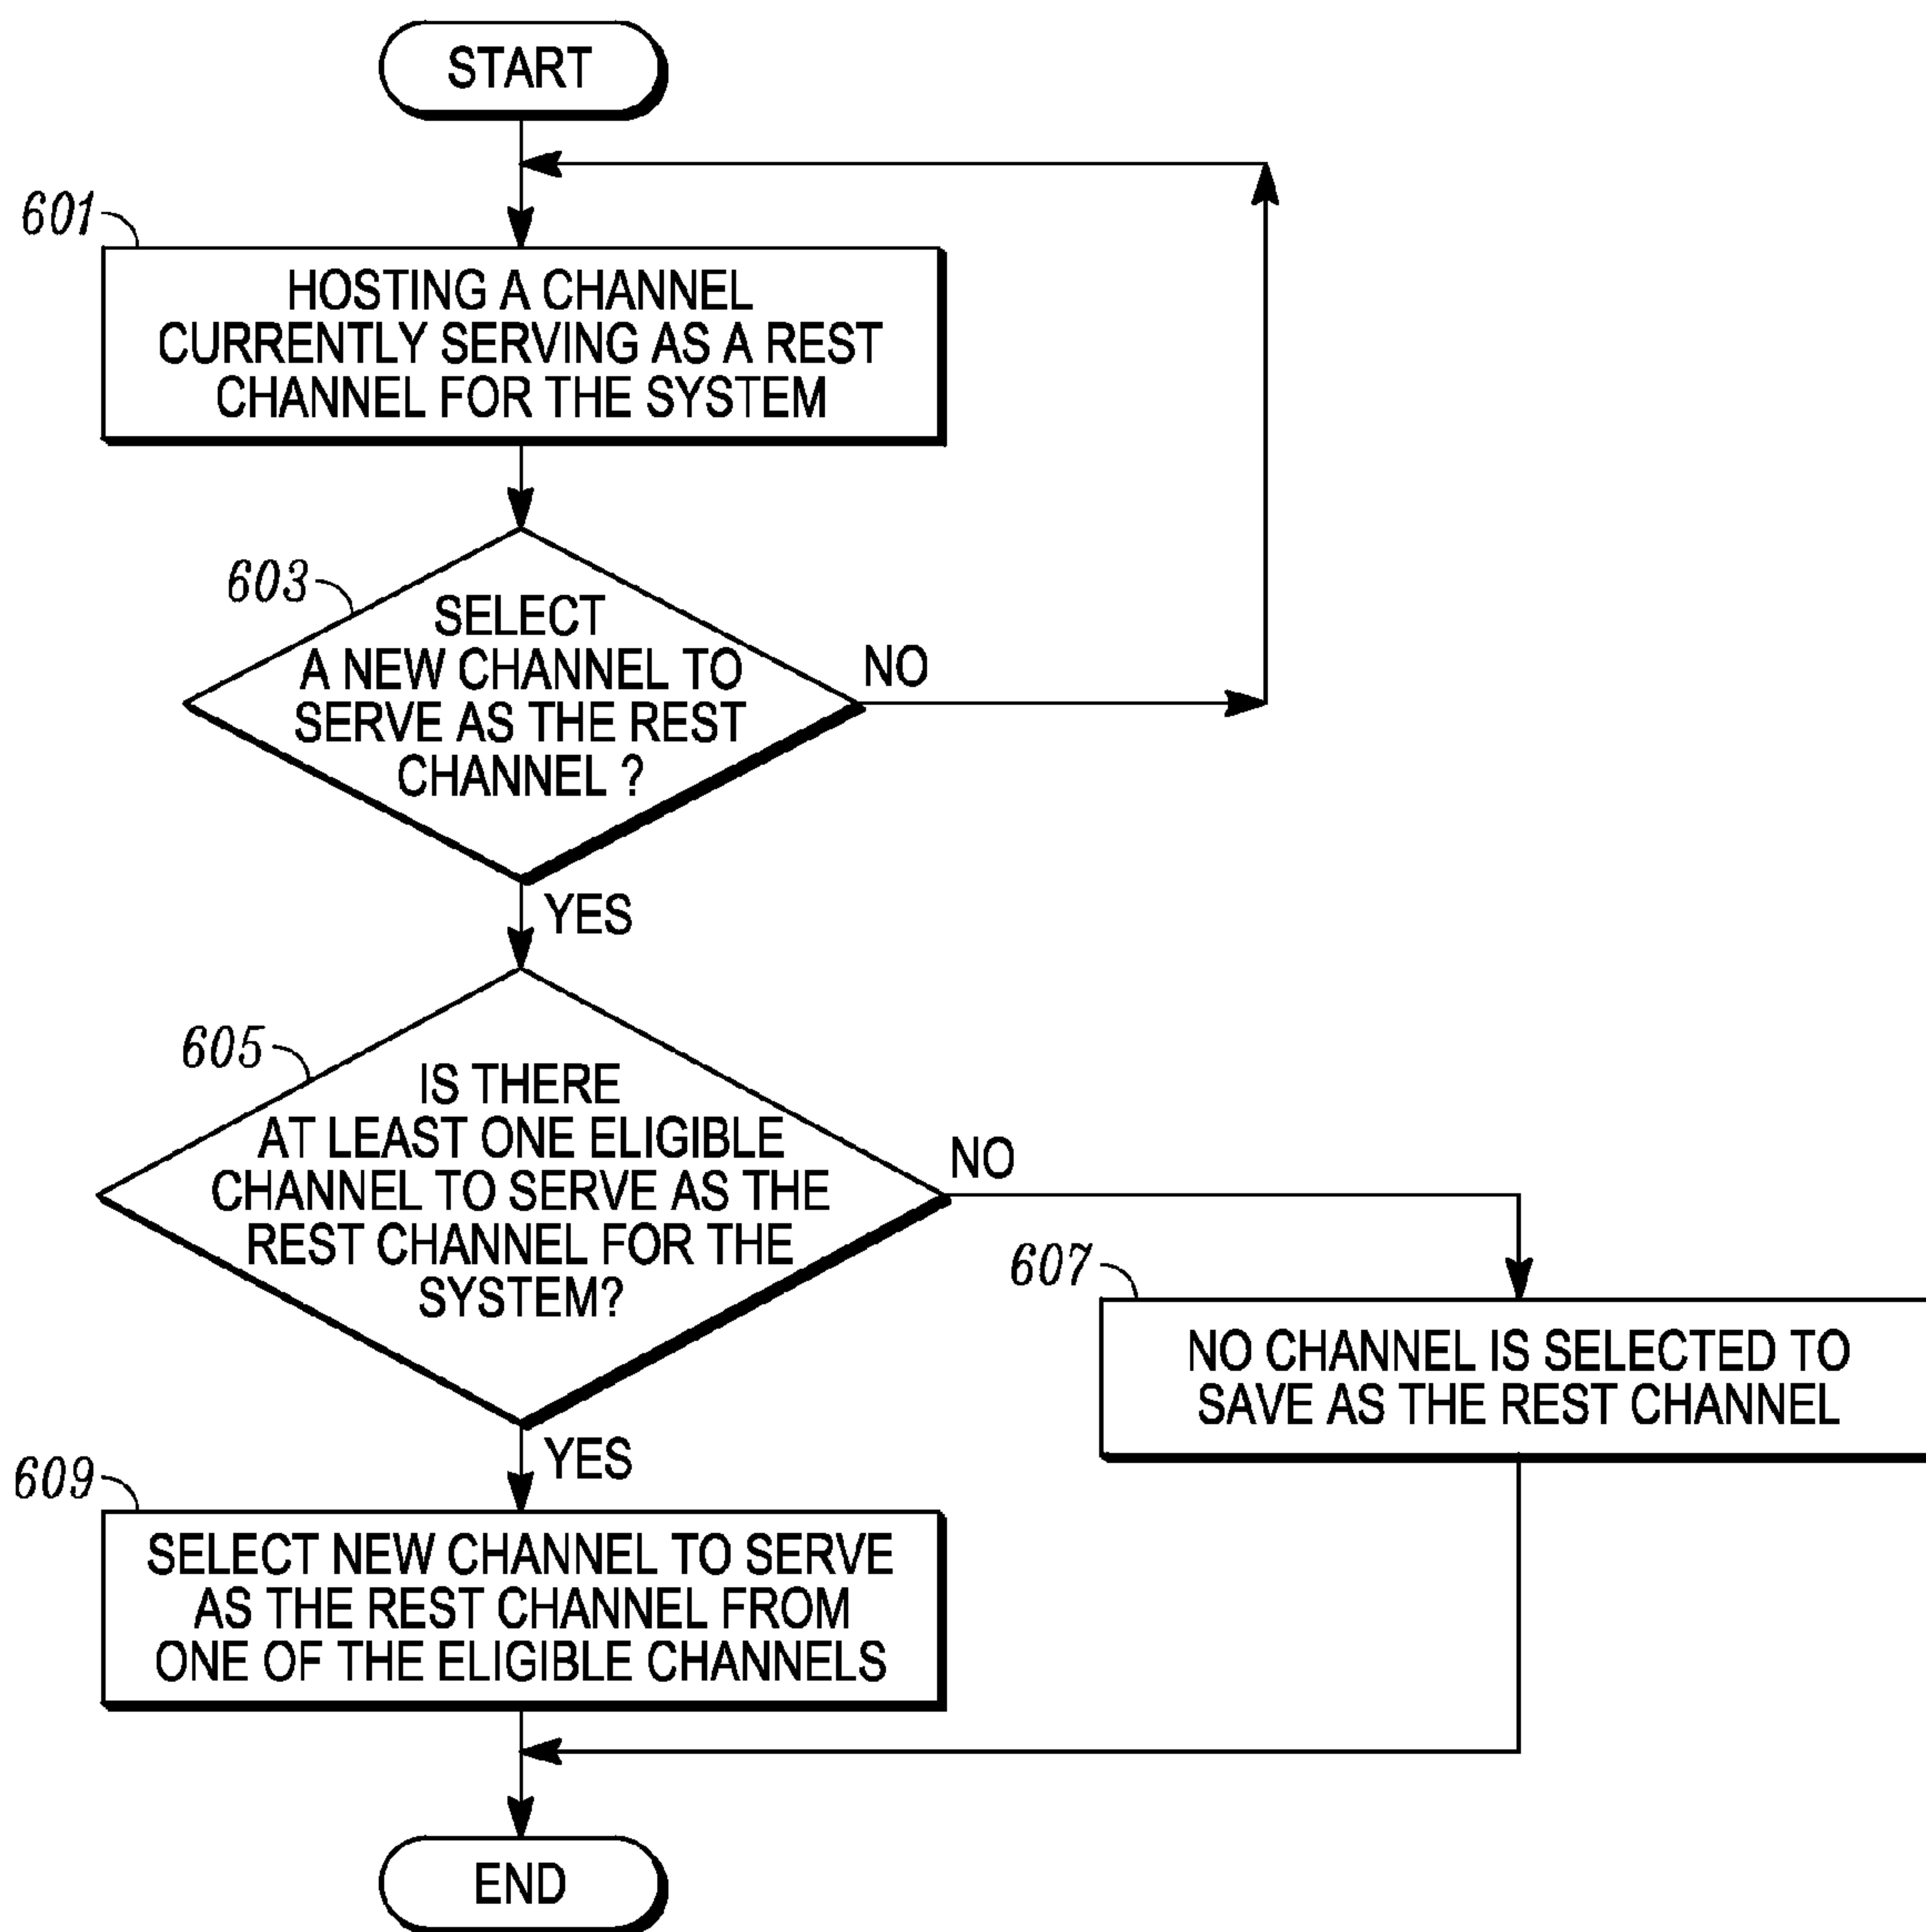 START
601
HOSTING A CHANNEL
CURRENTLY SERVING AS A REST
CHANNEL FOR THE SYSTEM
603
SELECT
A NEW CHANNEL TO
SERVE AS THE REST
CHANNEL ?
NO
YES
605
IS THERE
AT LEAST ONE ELIGIBLE
CHANNEL TO SERVE AS THE
REST CHANNEL FOR THE
SYSTEM?
NO
607
NO CHANNEL IS SELECTED TO
SAVE AS THE REST CHANNEL
YES
609
SELECT NEW CHANNEL TO SERVE
AS THE REST CHANNEL FROM
ONE OF THE ELIGIBLE CHANNELS
END